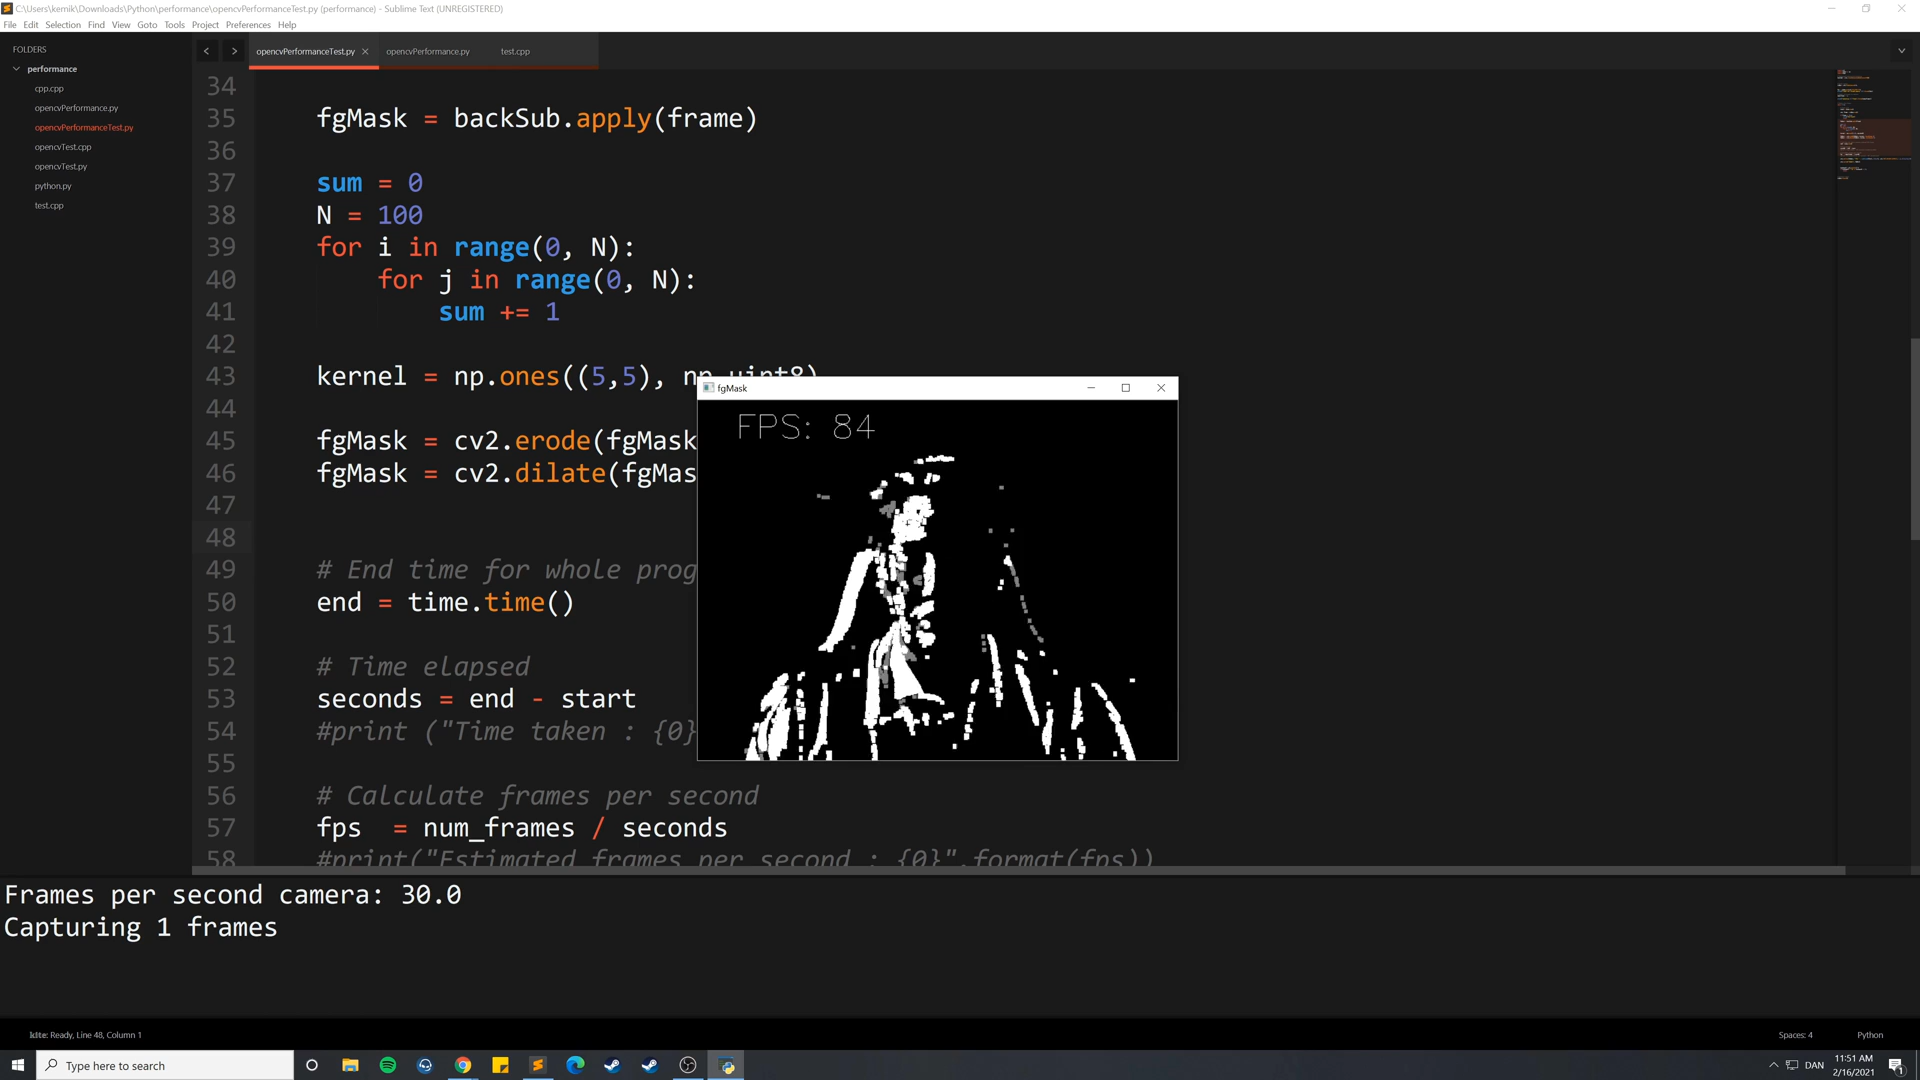 C:\Users\kemik\Downloads\Python\performance\opencvPerformanceTest.py (performance) - Sublime Text (UNREGISTERED)
File Edit Selection Find View Goto Tools Project Preferences Help
FOLDERS
performance
cpp.cpp
opencvPerformance.py
opencvPerformanceTest.py
opencvTest.cpp
opencvTest.py
python.py
test.cpp
opencvPerformanceTest.py opencvPerformance.py test.cpp
34
35 fgMask = backSub.apply(frame)
36
37 sum = 0
38 N = 100
39 for i in range(0, N):
40 for j in range(0, N):
41 sum += 1
42
43 kernel = np.ones((5,5), np.uint8)
44
45 fgMask = cv2.erode(fgMask
46 fgMask = cv2.dilate(fgMas
47
48
49 # End time for whole prog
50 end = time.time()
51
52 # Time elapsed
53 seconds = end - start
54 #print ("Time taken : {0}
55
56 # Calculate frames per second
57 fps = num_frames / seconds
58 #print("Estimated frames per second : {0}".format(fps))
fgMask
FPS: 84
Frames per second camera: 30.0
Capturing 1 frames
Ready, Line 48, Column 1
Spaces: 4 Python
Type here to search
DAN
11:51 AM
2/16/2021
1